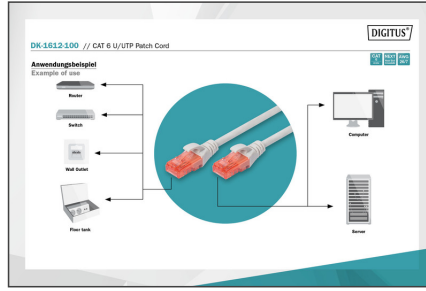 DIGITUS®
DK-1612-100 // CAT 6 U/UTP Patch Cord
Anwendungsbeispiel
Example of use
Router
Switch
Wall Outlet
Floor tank
Computer
Server